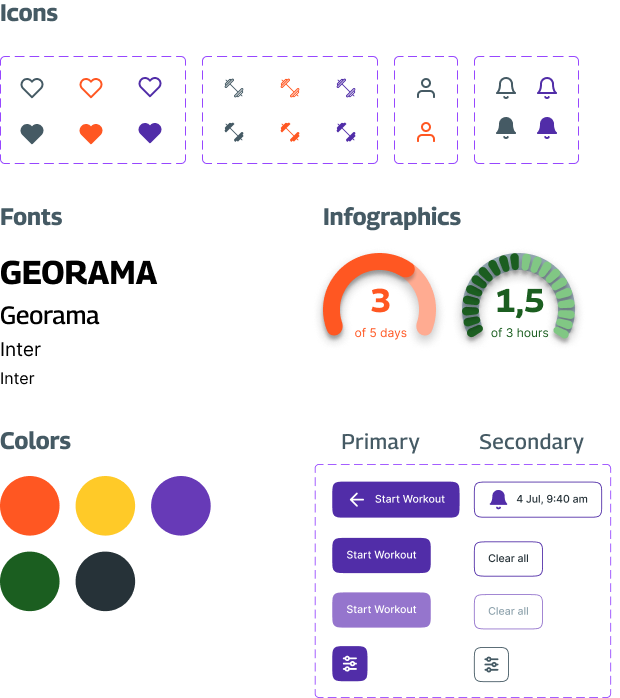 Icons
Fonts
Infographics
GEORAMA
Georama
Inter
Inter
3
of 5 days
1,5
of 3 hours
Colors
Primary
Secondary
Start Workout
4 Jul, 9:40 am
Start Workout
Clear all
Start Workout
Clear all